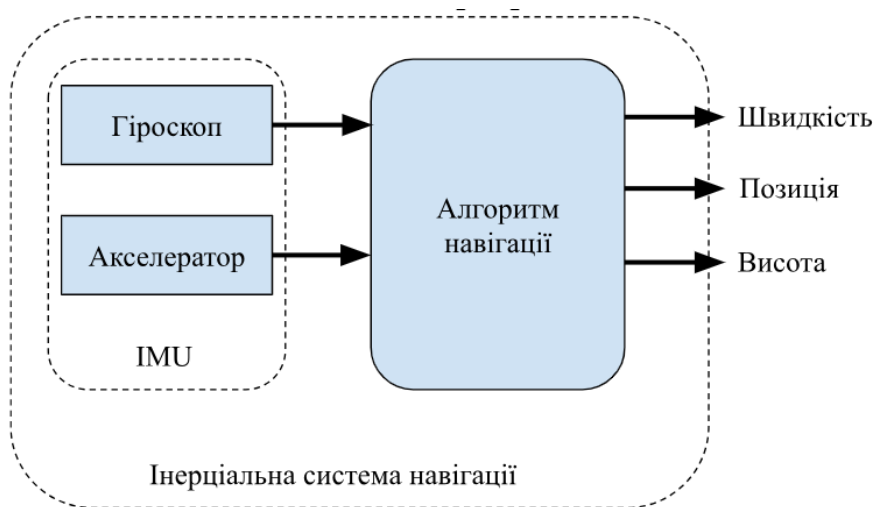 Гіроскоп
Акселератор
IMU
Алгоритм
навігації
Швидкість
Позиція
Висота
Інерціальна система навігації